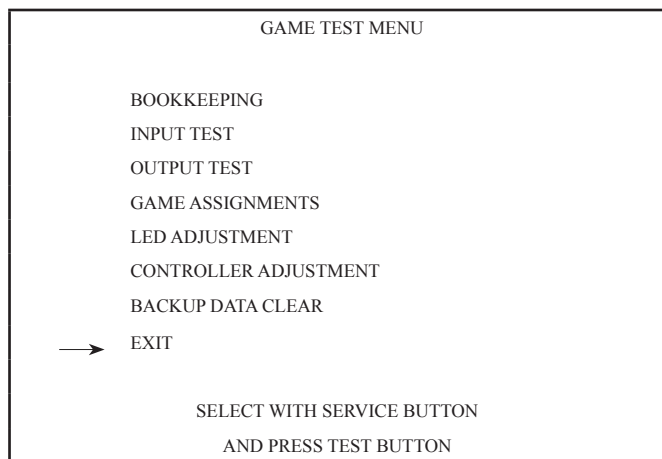 GAME TEST MENU
BOOKKEEPING
INPUT TEST
OUTPUT TEST
GAME ASSIGNMENTS
LED ADJUSTMENT
CONTROLLER ADJUSTMENT
BACKUP DATA CLEAR
EXIT
SELECT WITH SERVICE BUTTON
AND PRESS TEST BUTTON